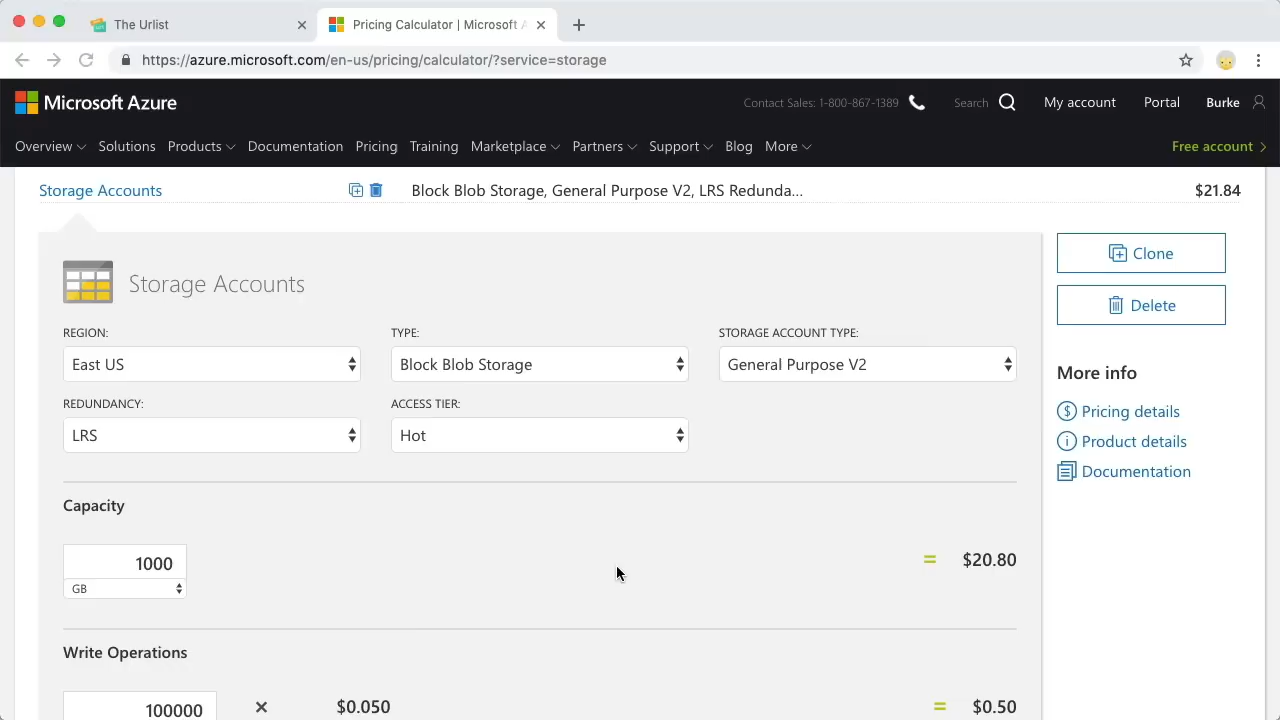 The Urlist
Pricing Calculator | Microsoft A
https://azure.microsoft.com/en-us/pricing/calculator/?service=storage
Microsoft Azure
Contact Sales: 1-800-867-1389
Search
My account
Portal
Burke
Overview
Solutions
Products
Documentation
Pricing
Training
Marketplace
Partners
Support
Blog
More
Free account
Storage Accounts
Block Blob Storage, General Purpose V2, LRS Redunda...
$21.84
Storage Accounts
Clone
Delete
REGION:
TYPE:
STORAGE ACCOUNT TYPE:
East US
Block Blob Storage
General Purpose V2
REDUNDANCY:
ACCESS TIER:
LRS
Hot
More info
Pricing details
Product details
Documentation
Capacity
1000
GB
= $20.80
Write Operations
100000
× $0.050
= $0.50